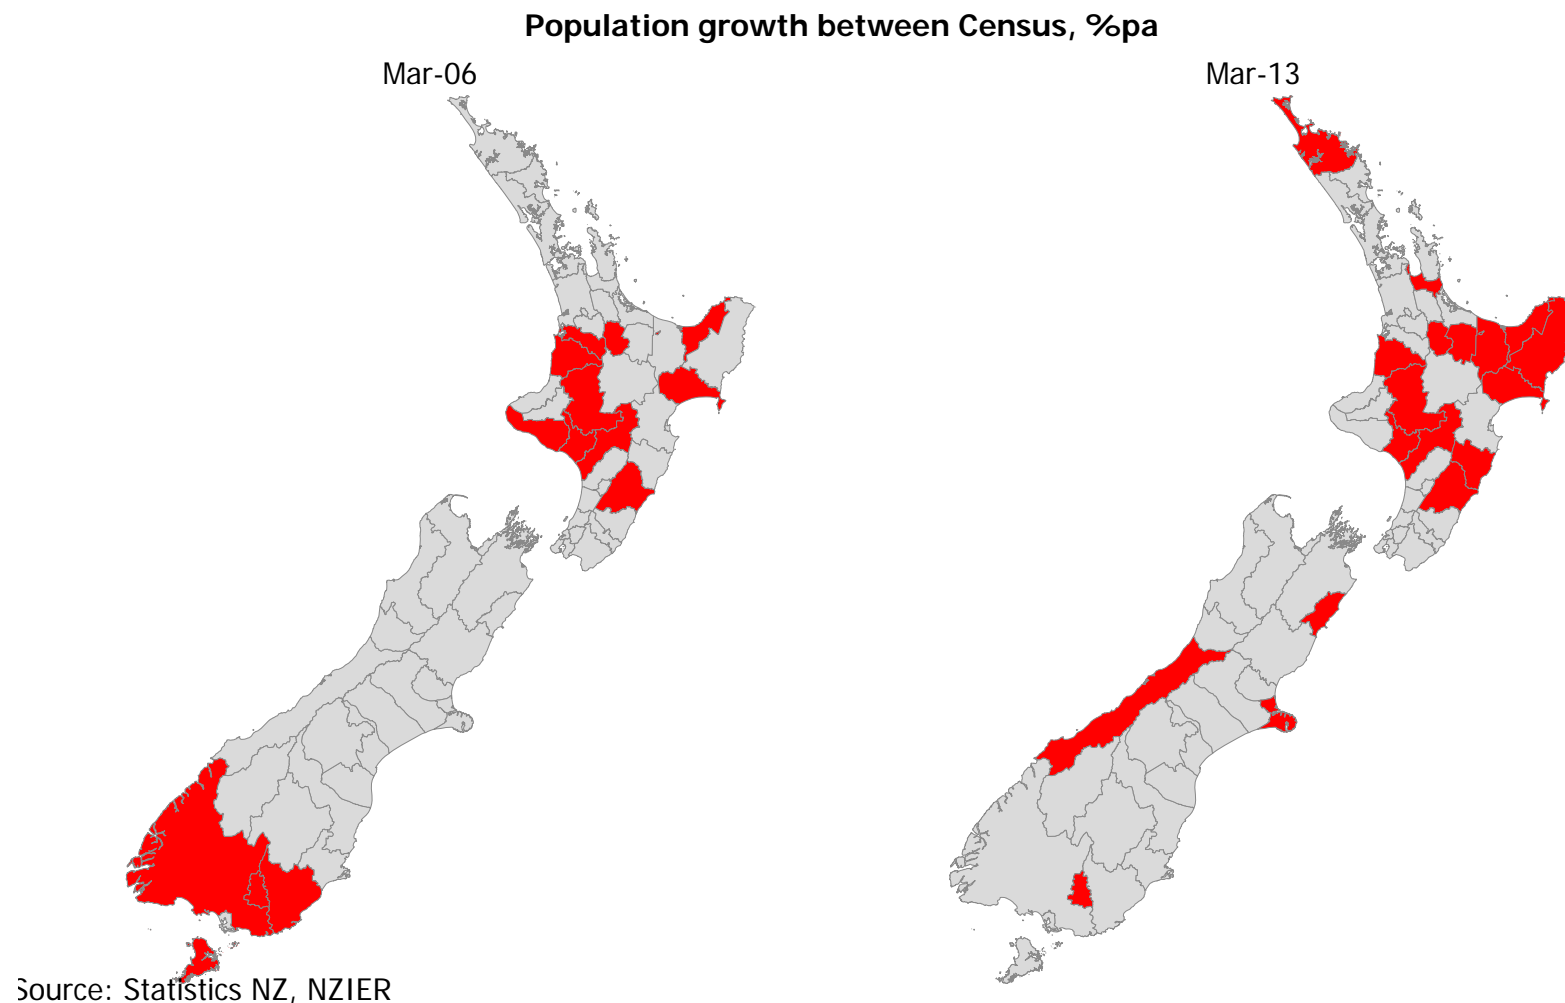 Population growth between Census, %pa
Mar-06
Mar-13
Source: Statistics NZ, NZIER